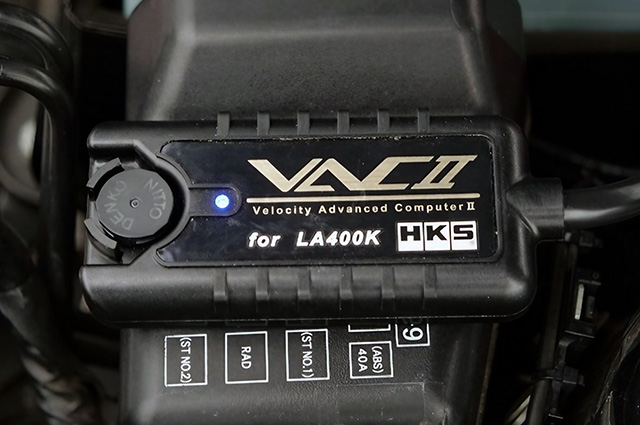 VAC II
Velocity Advanced Computer II
for LA400K HKS
NITTO
DENKO
(ST NO.2)
RAD
(ST NO.1)
(ABS)
40A